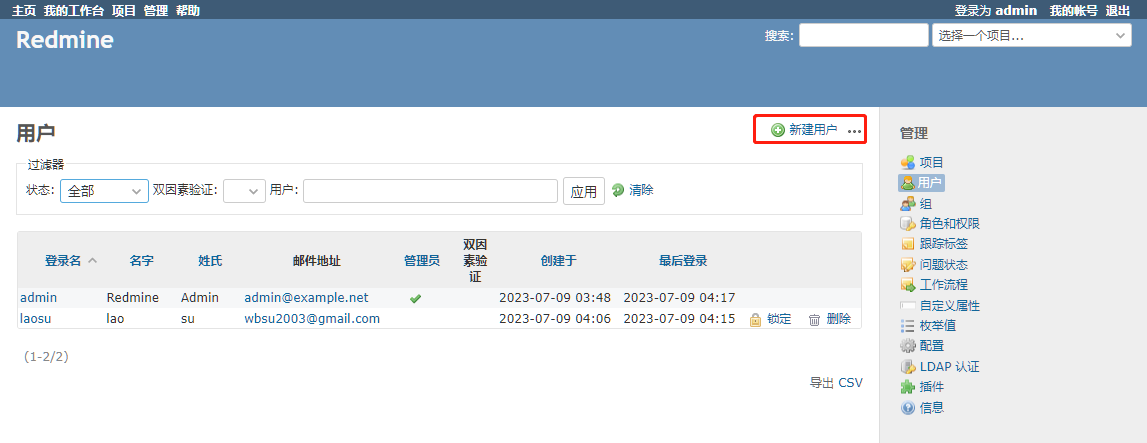 主页 我的工作台 项目 管理 帮助 登录为 admin 我的帐号 退出
Redmine 搜索: 选择一个项目...
用户 新建用户 ...
过滤器
状态: 全部 双因素验证: 用户: 应用 清除
登录名 名字 姓氏 邮件地址 管理员 双因素验证 创建于 最后登录
admin Redmine Admin admin@example.net 2023-07-09 03:48 2023-07-09 04:17
laosu lao su wbsu2003@gmail.com 2023-07-09 04:06 2023-07-09 04:15 锁定 删除
(1-2/2)
导出 CSV
管理
项目
用户
组
角色和权限
跟踪标签
问题状态
工作流程
自定义属性
枚举值
配置
LDAP 认证
插件
信息